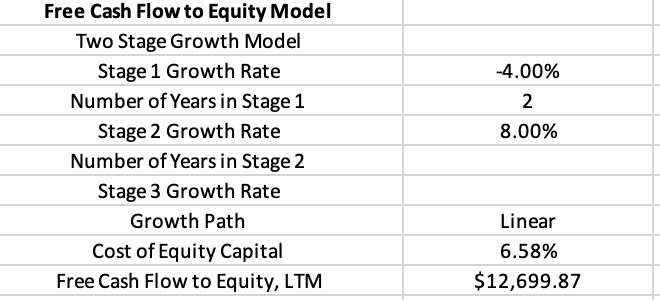 Free Cash Flow to Equity Model
Two Stage Growth Model
Stage 1 Growth Rate -4.00%
Number of Years in Stage 1 2
Stage 2 Growth Rate 8.00%
Number of Years in Stage 2
Stage 3 Growth Rate
Growth Path Linear
Cost of Equity Capital 6.58%
Free Cash Flow to Equity, LTM $12,699.87